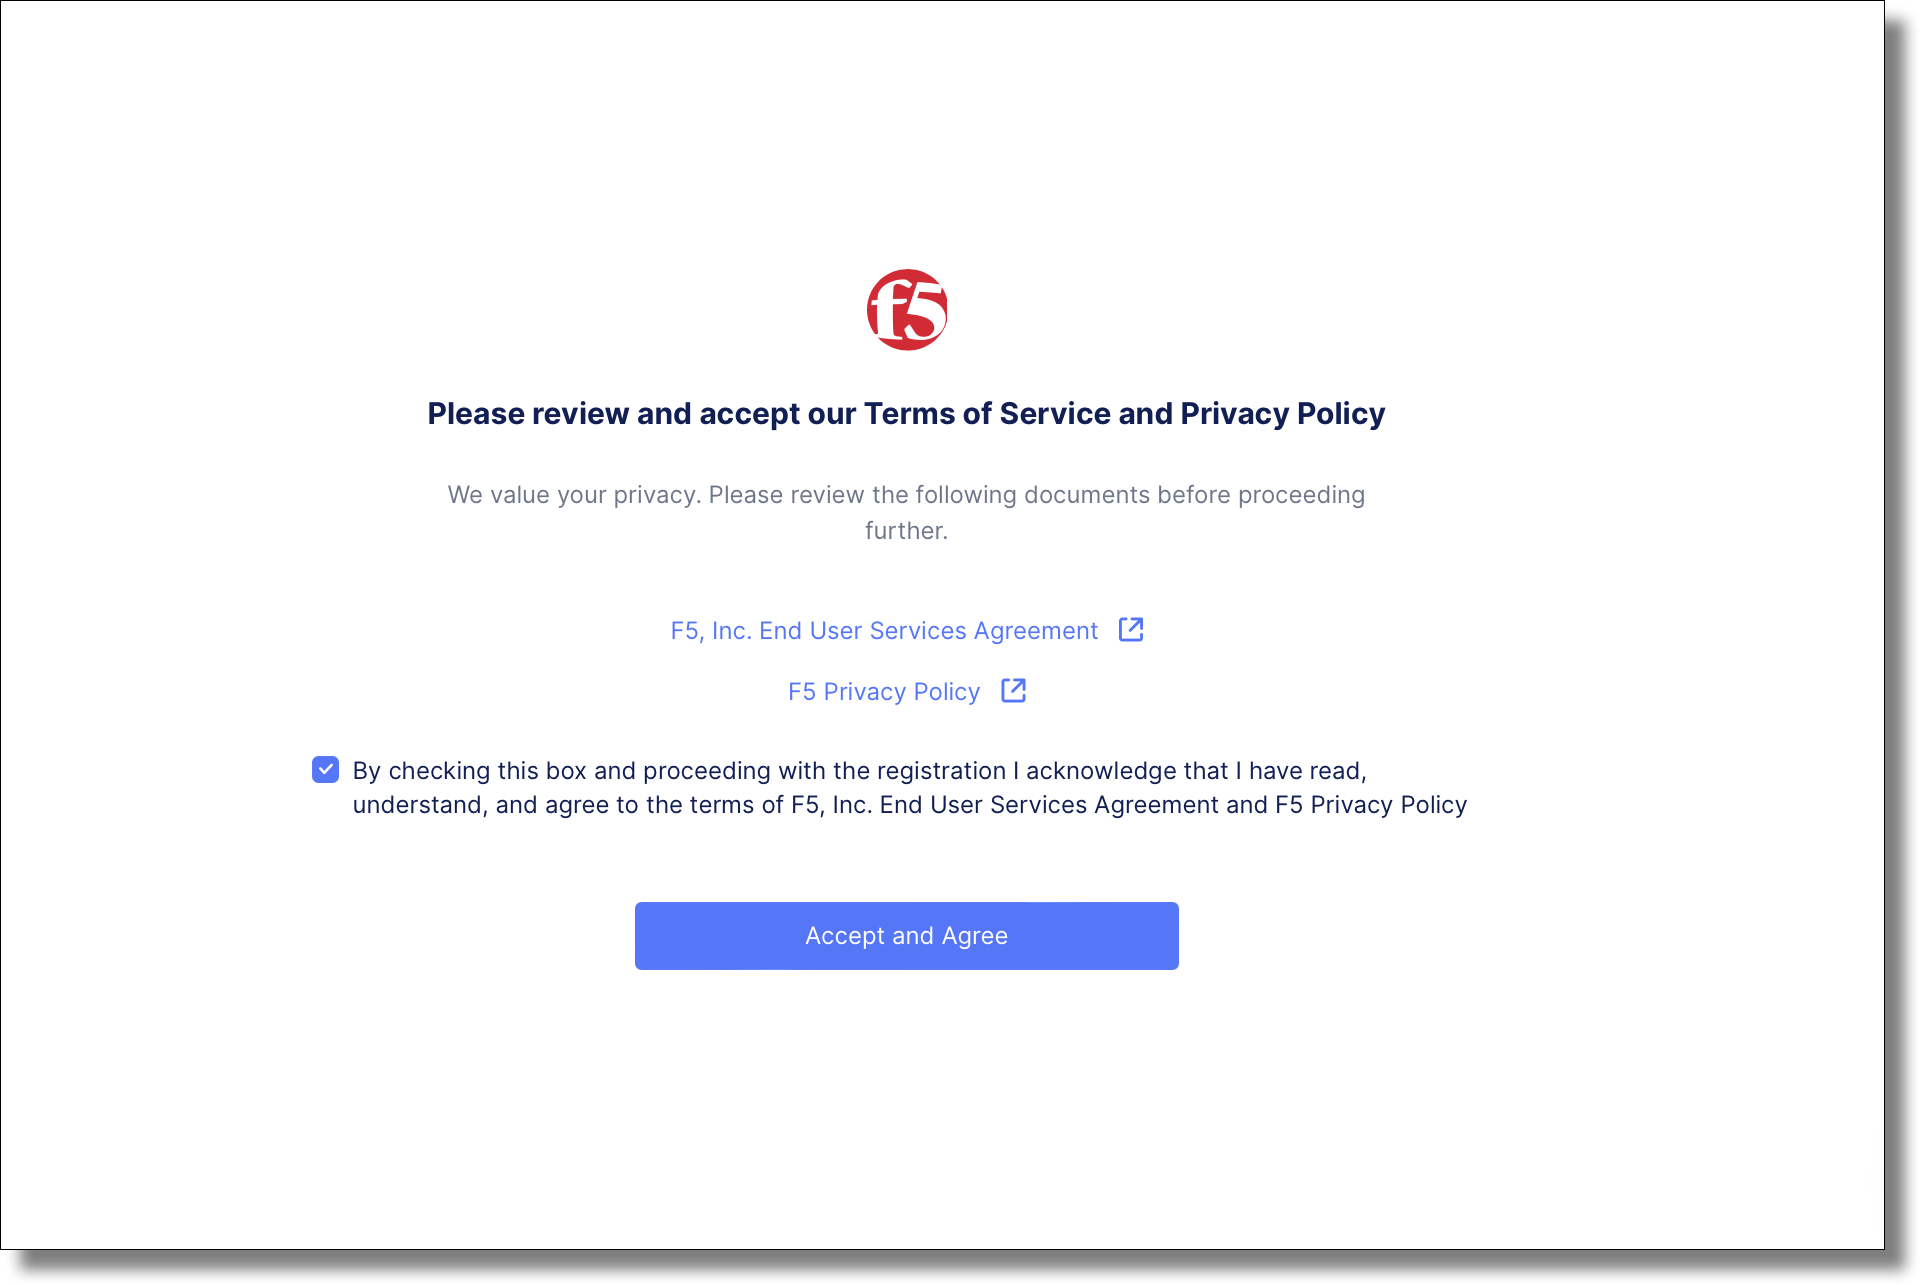 f5
Please review and accept our Terms of Service and Privacy Policy
We value your privacy. Please review the following documents before proceeding
further.
F5, Inc. End User Services Agreement
F5 Privacy Policy
By checking this box and proceeding with the registration I acknowledge that I have read,
understand, and agree to the terms of F5, Inc. End User Services Agreement and F5 Privacy Policy
Accept and Agree